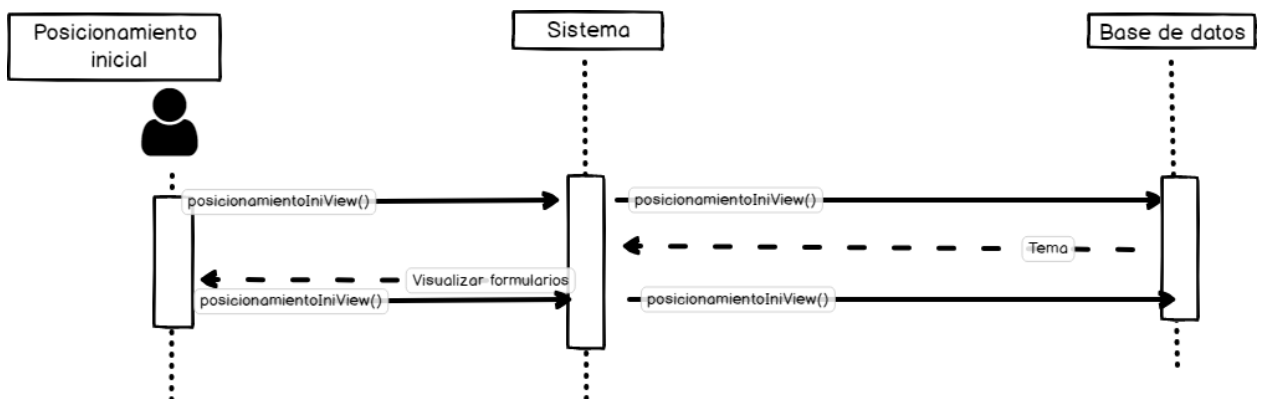 Posicionamiento
inicial
Sistema
Base de datos
posicionamientoIniView()
posicionamientoIniView()
Tema
Visualizar formularios
posicionamientoIniView()
posicionamientoIniView()